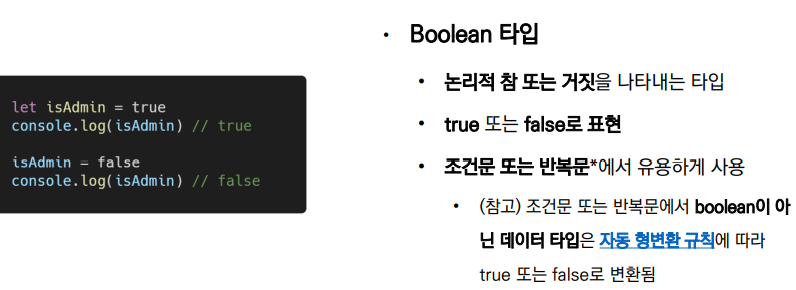 let isAdmin = true
console.log(isAdmin) // true
isAdmin = false
console.log(isAdmin) // false
• Boolean 타입
• 논리적 참 또는 거짓을 나타내는 타입
• true 또는 false로 표현
• 조건문 또는 반복문*에서 유용하게 사용
• (참고) 조건문 또는 반복문에서 boolean이 아
닌 데이터 타입은 자동 형변환 규칙에 따라
true 또는 false로 변환됨